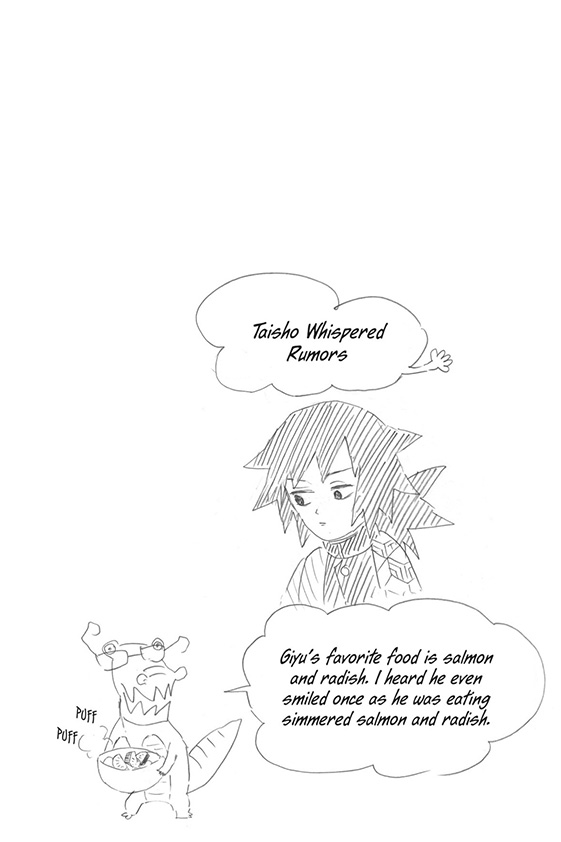 Taisho Whispered
Rumors
Giyu's favorite food is salmon
and radish. I heard he even
smiled once as he was eating
simmered salmon and radish.
PUFF
PUFF